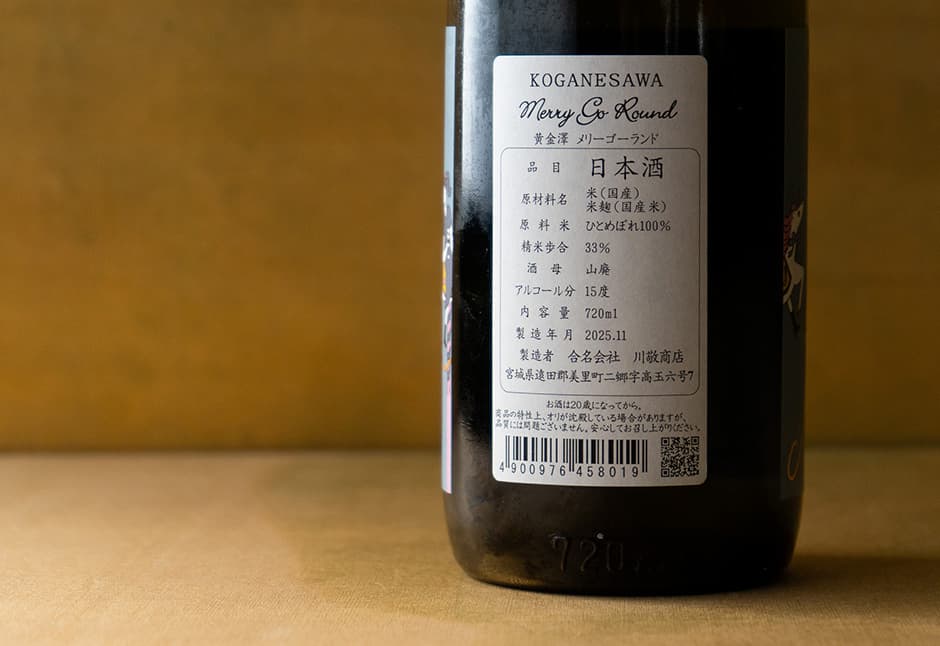 KOGANESAWA
Merry Go Round
黄金澤 メリーゴーランド
品目 日本酒
原材料名 米(国産)
米麹(国産米)
原料米 ひとめぼれ100%
精米歩合 33%
酒母 山廃
アルコール分 15度
内容量 720ml
製造年月 2025.11
製造者 合名会社 川敬商店
宮城県遠田郡美里町二郷字高玉六号7
お酒は20歳になってから。
商品の特性上、オリが沈殿している場合がありますが、
品質には問題ございません。安心してお召し上がりください。
4 900976 458019
720